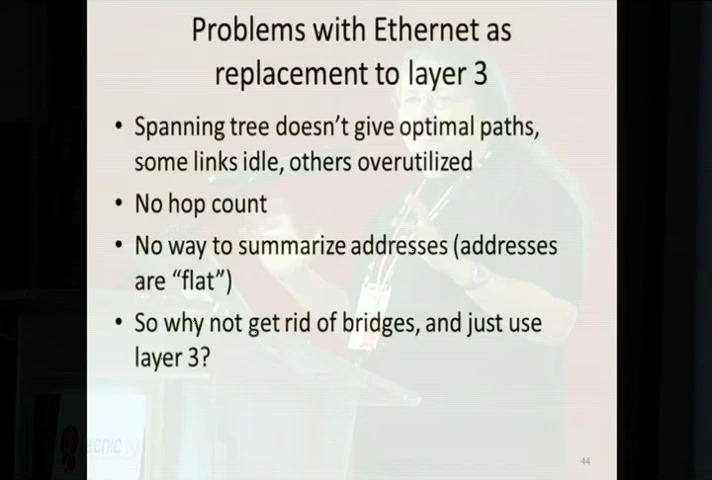 Problems with Ethernet as
replacement to layer 3
• Spanning tree doesn't give optimal paths,
some links idle, others overutilized
• No hop count
• No way to summarize addresses (addresses
are “flat”)
• So why not get rid of bridges, and just use
layer 3?
44